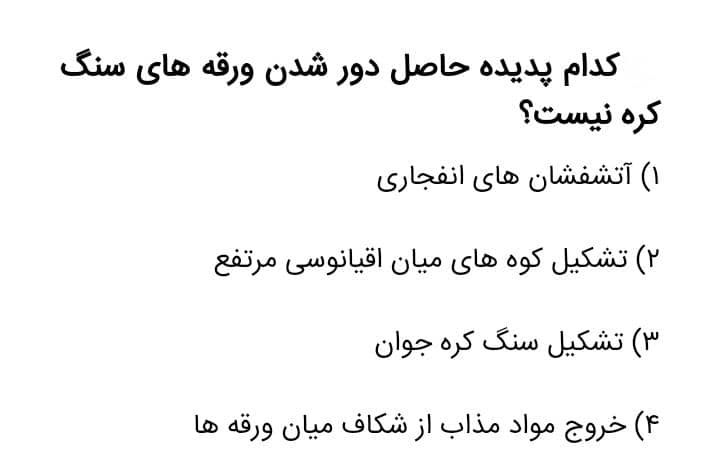 کدام پدیده حاصل دور شدن ورقه های سنگ
کره نیست؟
۱) آتشفشان های انفجاری
۲) تشکیل کوه های میان اقیانوسی مرتفع
۳) تشکیل سنگ کره جوان
۴) خروج مواد مذاب از شکاف میان ورقه ها